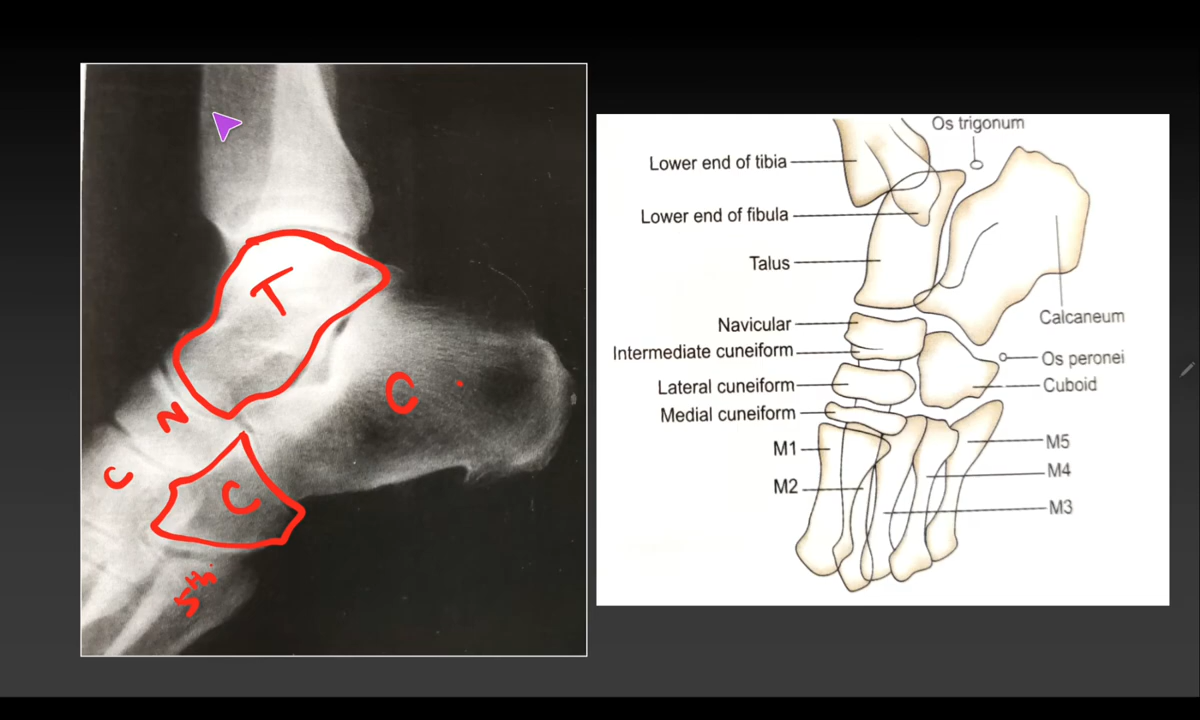 T
C
N
C
C
5th
Os trigonum
Lower end of tibia
Lower end of fibula
Talus
Calcaneum
Navicular
Intermediate cuneiform
Os peronei
Lateral cuneiform
Cuboid
Medial cuneiform
M1
M5
M4
M2
M3